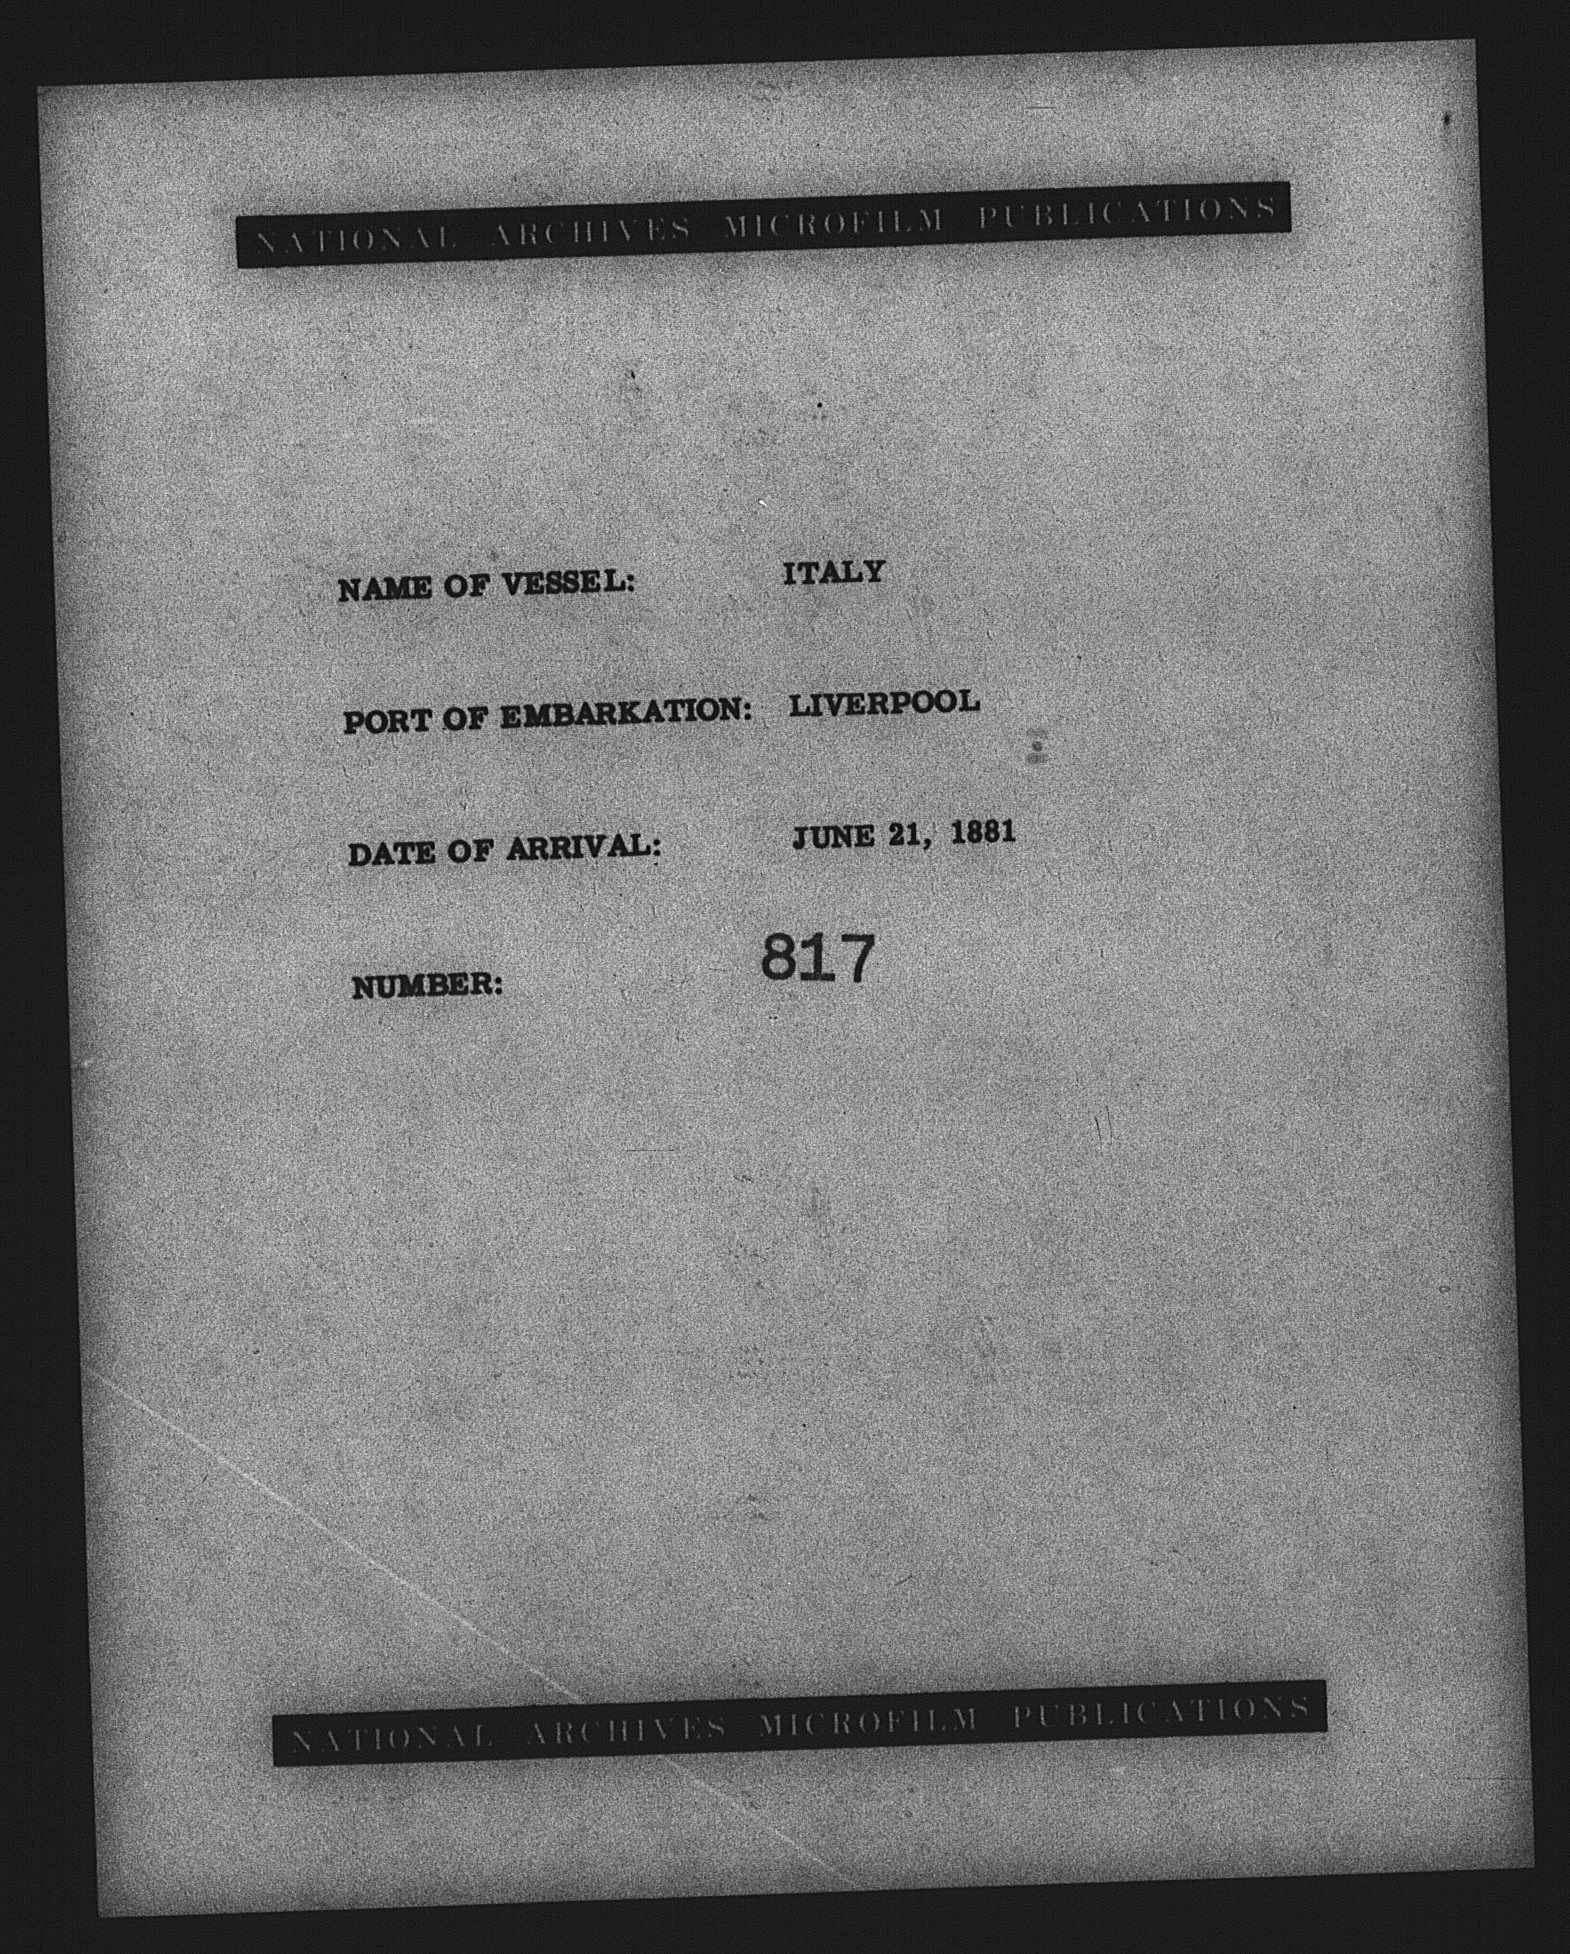 NATIONAL ARCHIVES MICROFILM PUBLICATIONS
NAME OF VESSEL: ITALY
PORT OF EMBARKATION: LIVERPOOL
DATE OF ARRIVAL: JUNE 21, 1881
NUMBER: 817
NATIONAL ARCHIVES MICROFILM PUBLICATIONS